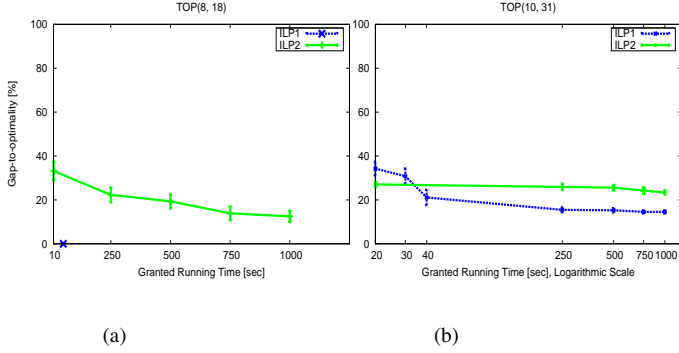 TOP(8, 18)
100
80
60
40
20
0
Gap-to-optimality [%]
ILP1
ILP2
10
250
500
750
1000
Granted Running Time [sec]
(a)
TOP(10, 31)
100
80
60
40
20
0
ILP1
ILP2
20
30
40
250
500
750
1000
Granted Running Time [sec], Logarithmic Scale
(b)